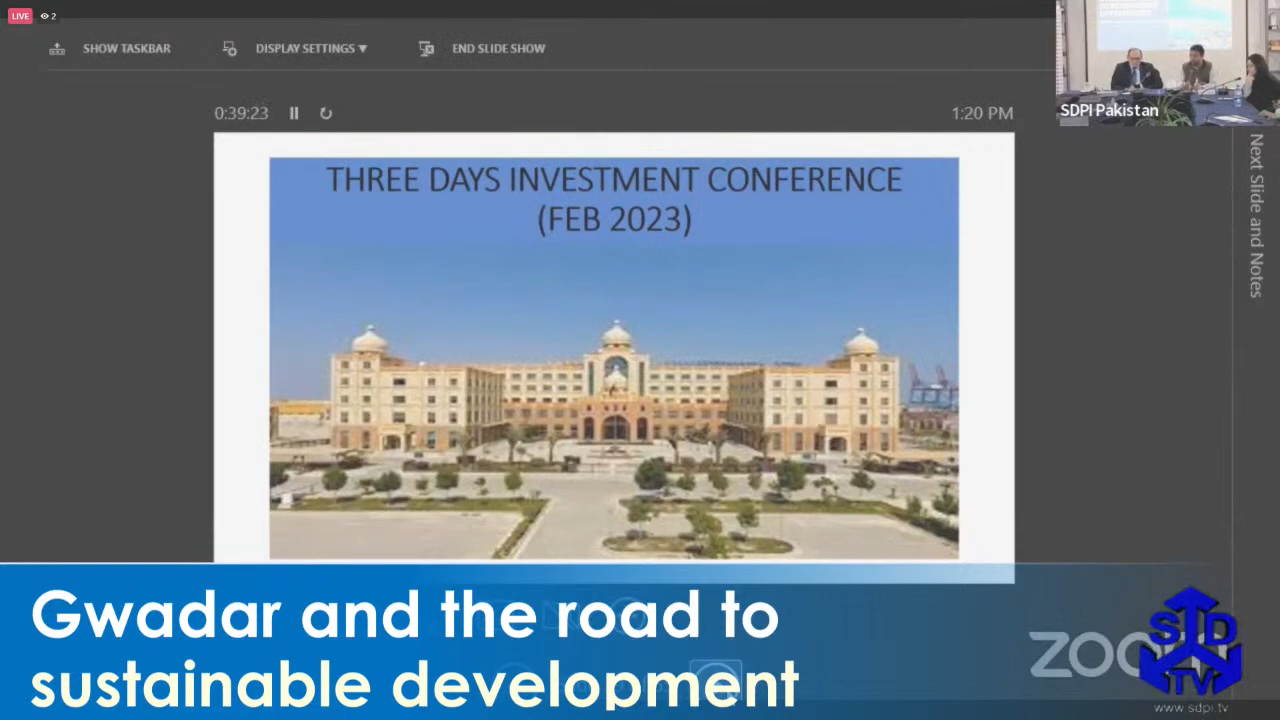 LIVE 2
SHOW TASKBAR DISPLAY SETTINGS ▼ END SLIDE SHOW
SDPI Pakistan
0:39:23 1:20 PM
Next Slide and Notes
THREE DAYS INVESTMENT CONFERENCE
(FEB 2023)
Gwadar and the road to
sustainable development
zoom
SD
TV
www.sdpi.tv